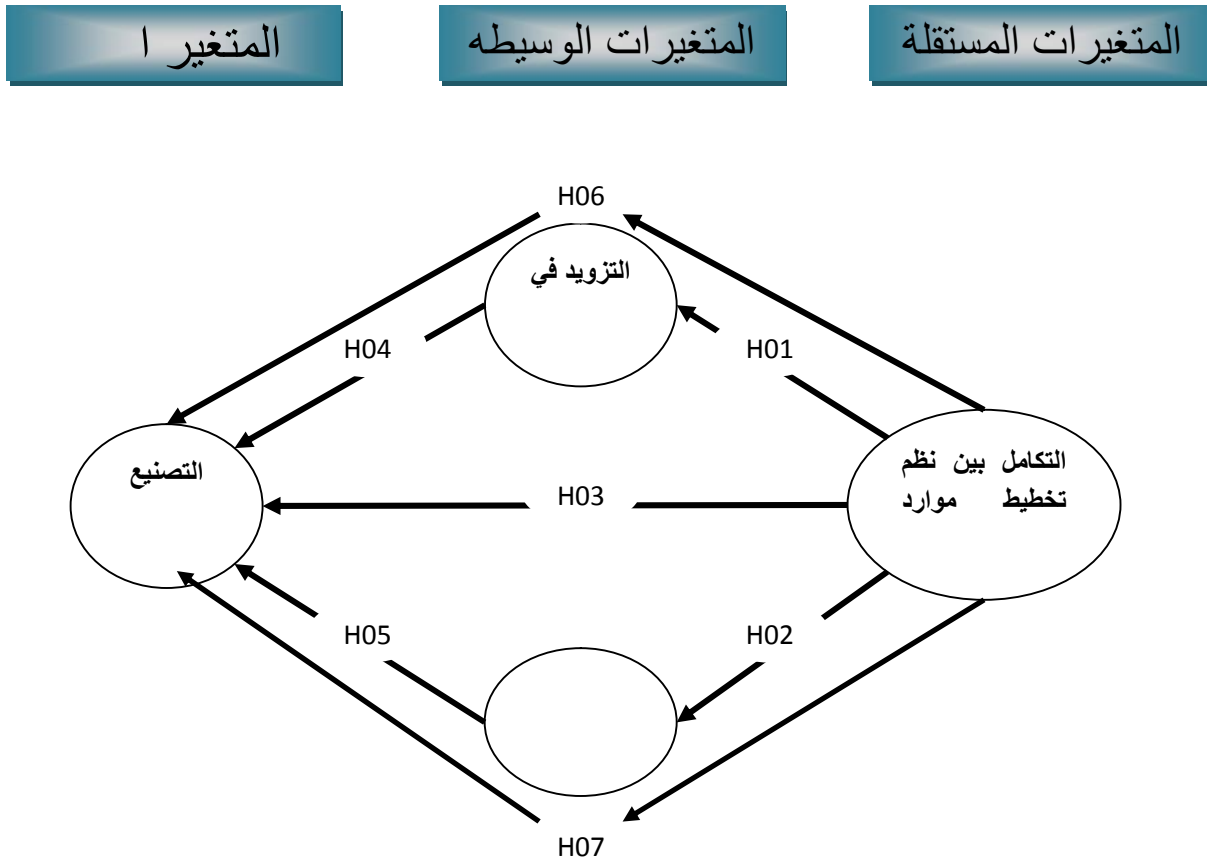 المتغيرات المستقلة
المتغيرات الوسيطه
المتغير ا
H06
التزويد في
H04
H01
التكامل بين نظم
تخطيط موارد
التصنيع
H03
H05
H02
H07